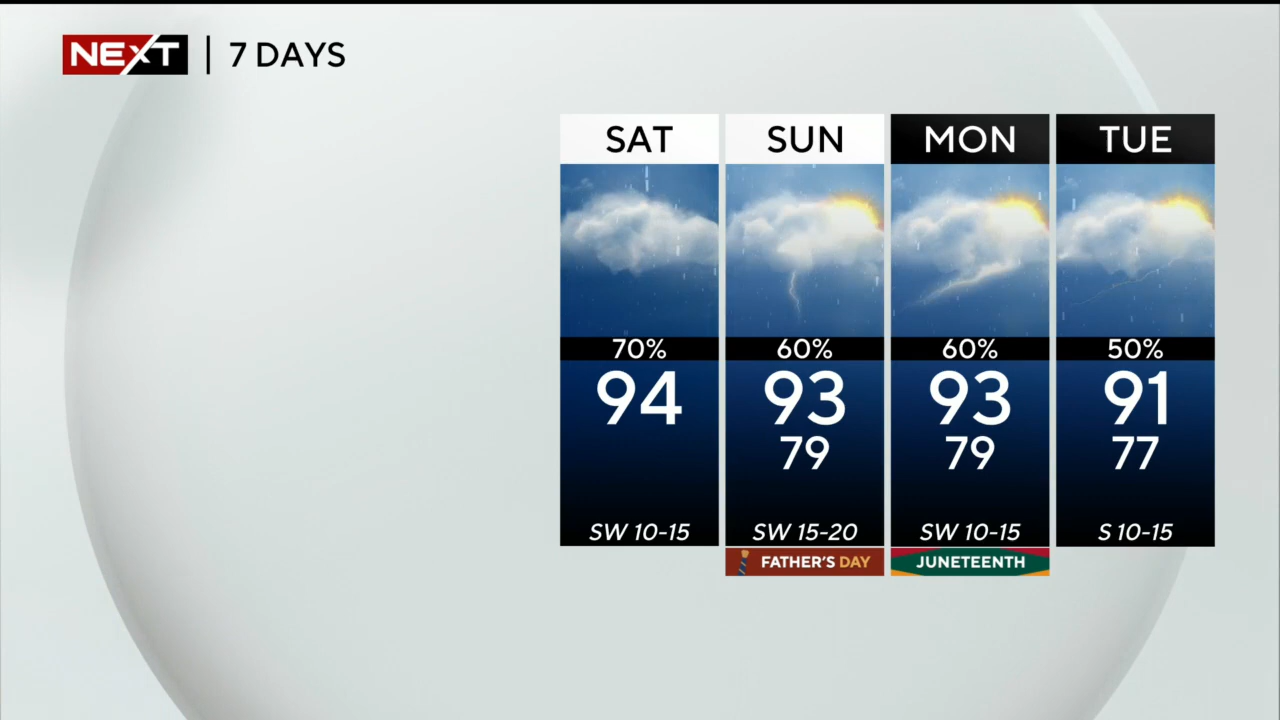 NEXT | 7 DAYS
SAT SUN MON TUE
70% 60% 60% 50%
94 93 93 91
79 79 77
SW 10-15 SW 15-20 SW 10-15 S 10-15
FATHER'S DAY JUNETEENTH